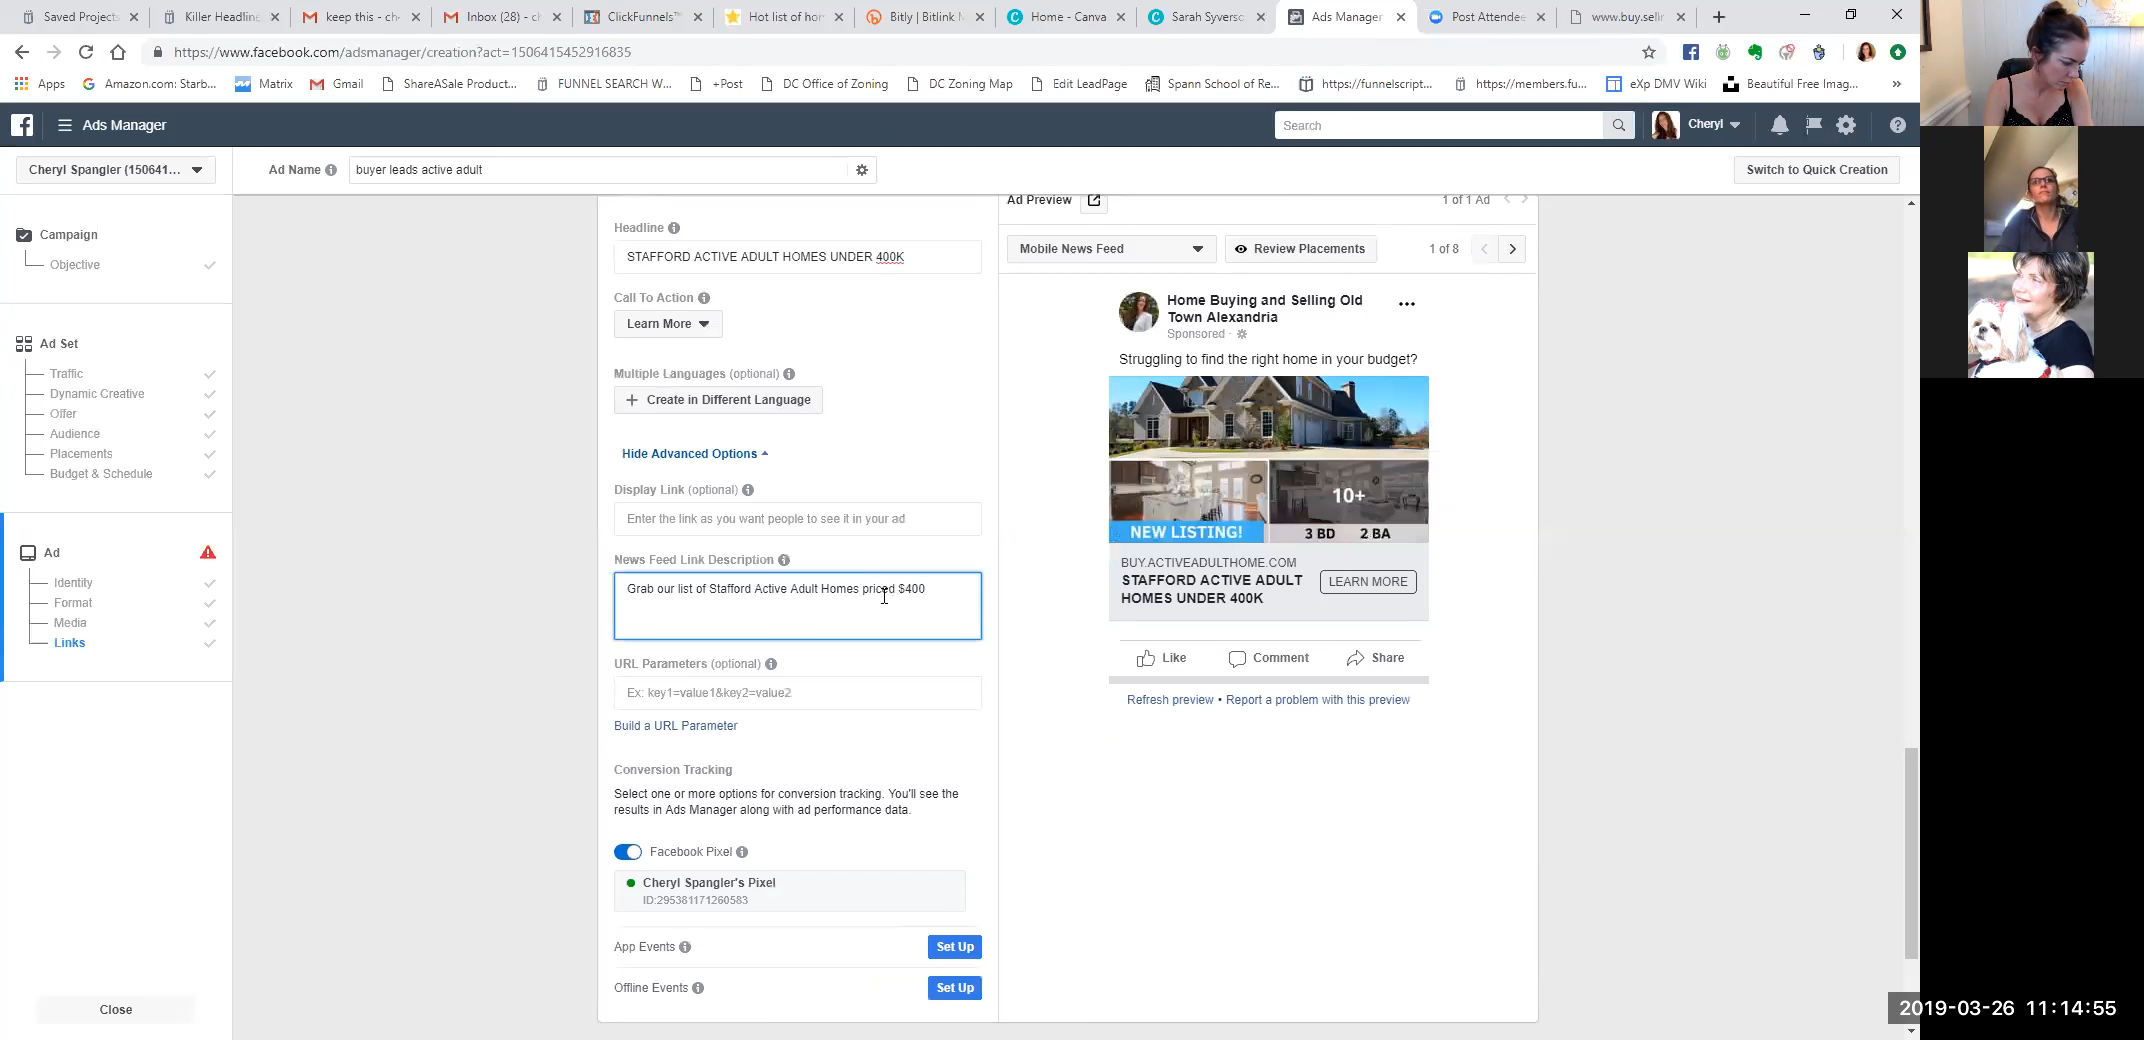 Saved Projects
Killer Headline
keep this - ch
Inbox (28) - ch
ClickFunnels™
Hot list of hom
Bitly | Bitlink M
Home - Canva
Sarah Syverso
Ads Manager
Post Attendee
www.buy.sellin
https://www.facebook.com/adsmanager/creation?act=1506415452916835
Apps
Amazon.com: Starb...
Matrix
Gmail
ShareASale Product...
FUNNEL SEARCH W...
+Post
DC Office of Zoning
DC Zoning Map
Edit LeadPage
Spann School of Re...
https://funnelscript...
https://members.fu...
eXp DMV Wiki
Beautiful Free Imag...
Ads Manager
Search
Cheryl
Cheryl Spangler (150641...
Ad Name
buyer leads active adult
Switch to Quick Creation
Campaign
Objective
Ad Set
Traffic
Dynamic Creative
Offer
Audience
Placements
Budget & Schedule
Ad
Identity
Format
Media
Links
Close
Headline
STAFFORD ACTIVE ADULT HOMES UNDER 400K
Call To Action
Learn More
Multiple Languages (optional)
+ Create in Different Language
Hide Advanced Options
Display Link (optional)
Enter the link as you want people to see it in your ad
News Feed Link Description
Grab our list of Stafford Active Adult Homes priced $400
URL Parameters (optional)
Ex: key1=value1&key2=value2
Build a URL Parameter
Conversion Tracking
Select one or more options for conversion tracking. You'll see the
results in Ads Manager along with ad performance data.
Facebook Pixel
Cheryl Spangler's Pixel
ID:295381171260583
App Events
Set Up
Offline Events
Set Up
Ad Preview
1 of 1 Ad
Mobile News Feed
Review Placements
1 of 8
Home Buying and Selling Old
Town Alexandria
Sponsored ·
Struggling to find the right home in your budget?
10+
NEW LISTING!
3 BD 2 BA
BUY.ACTIVEADULTHOME.COM
STAFFORD ACTIVE ADULT
HOMES UNDER 400K
LEARN MORE
Like
Comment
Share
Refresh preview • Report a problem with this preview
2019-03-26 11:14:55